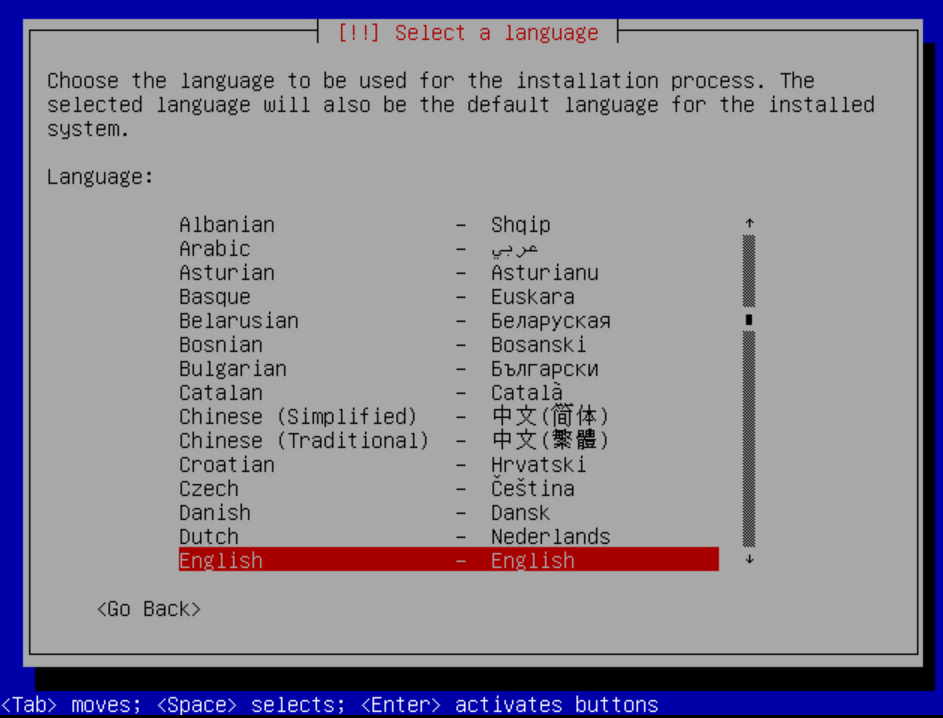 [!!] Select a language
Choose the language to be used for the installation process. The
selected language will also be the default language for the installed
system.
Language:
Albanian - Shqip
Arabic - عربي
Asturian - Asturianu
Basque - Euskara
Belarusian - Беларуская
Bosnian - Bosanski
Bulgarian - Български
Catalan - Català
Chinese (Simplified) - 中文(简体)
Chinese (Traditional) - 中文(繁體)
Croatian - Hrvatski
Czech - Čeština
Danish - Dansk
Dutch - Nederlands
English - English
<Go Back>
<Tab> moves; <Space> selects; <Enter> activates buttons